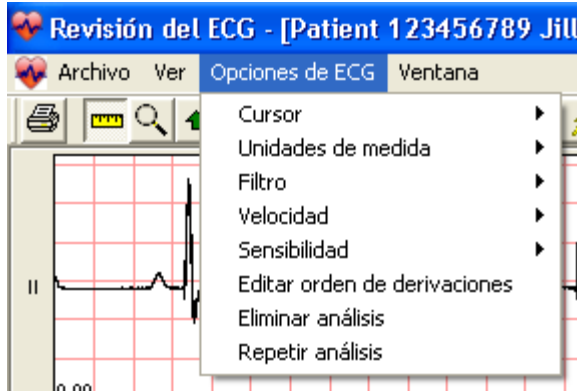 Revisión del ECG - [Patient 123456789 Jill
Archivo Ver Opciones de ECG Ventana
Cursor
Unidades de medida
Filtro
Velocidad
Sensibilidad
Editar orden de derivaciones
Eliminar análisis
Repetir análisis
II